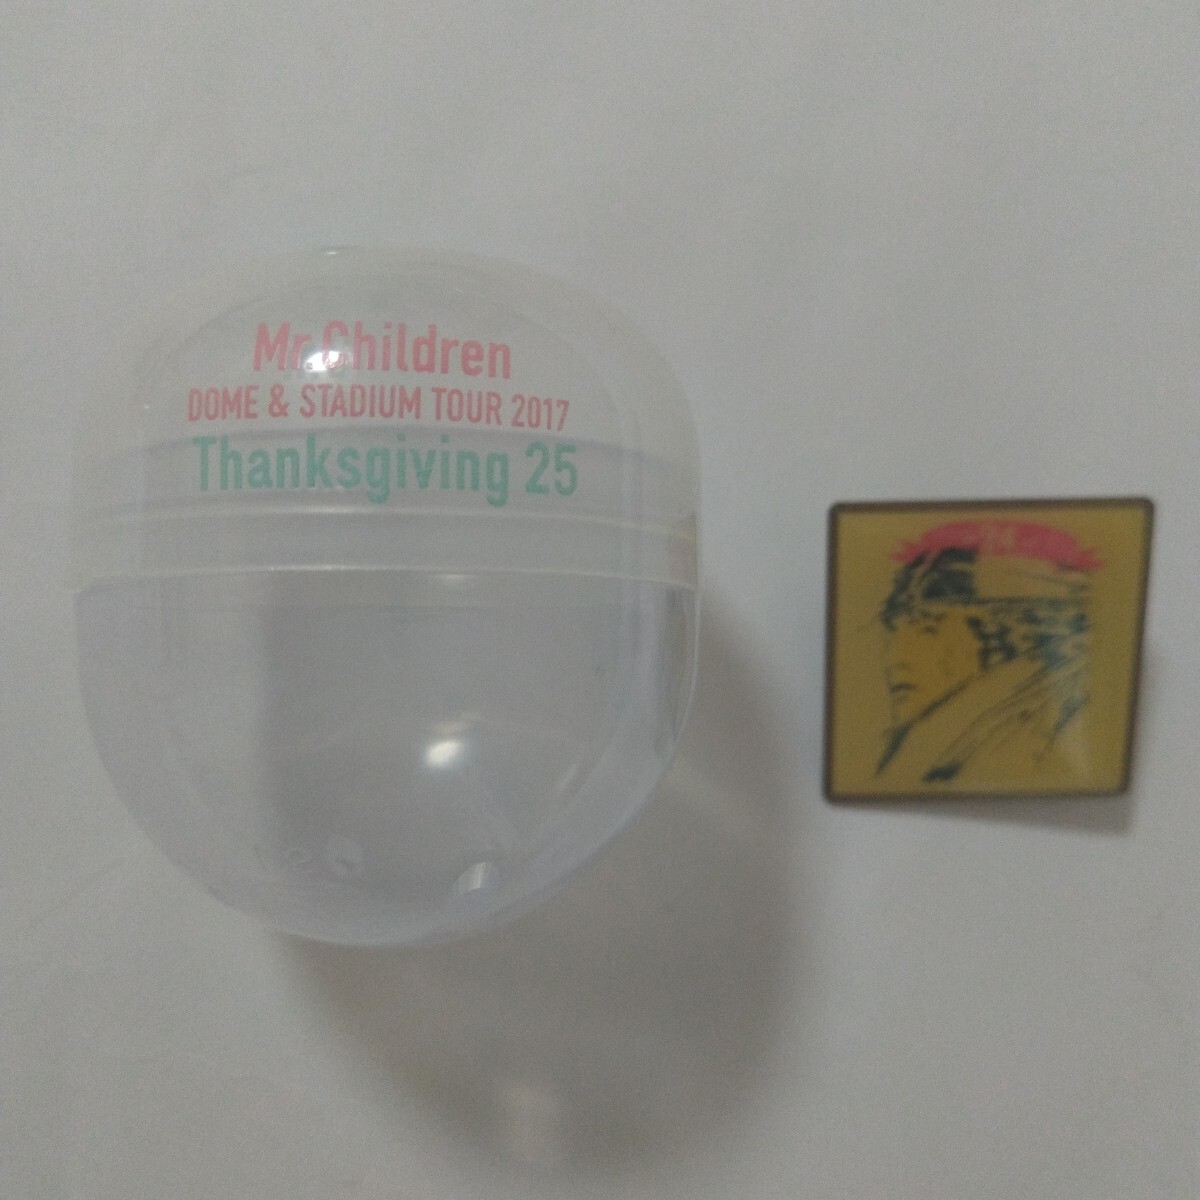 Mr.Children
DOME & STADIUM TOUR 2017
Thanksgiving 25